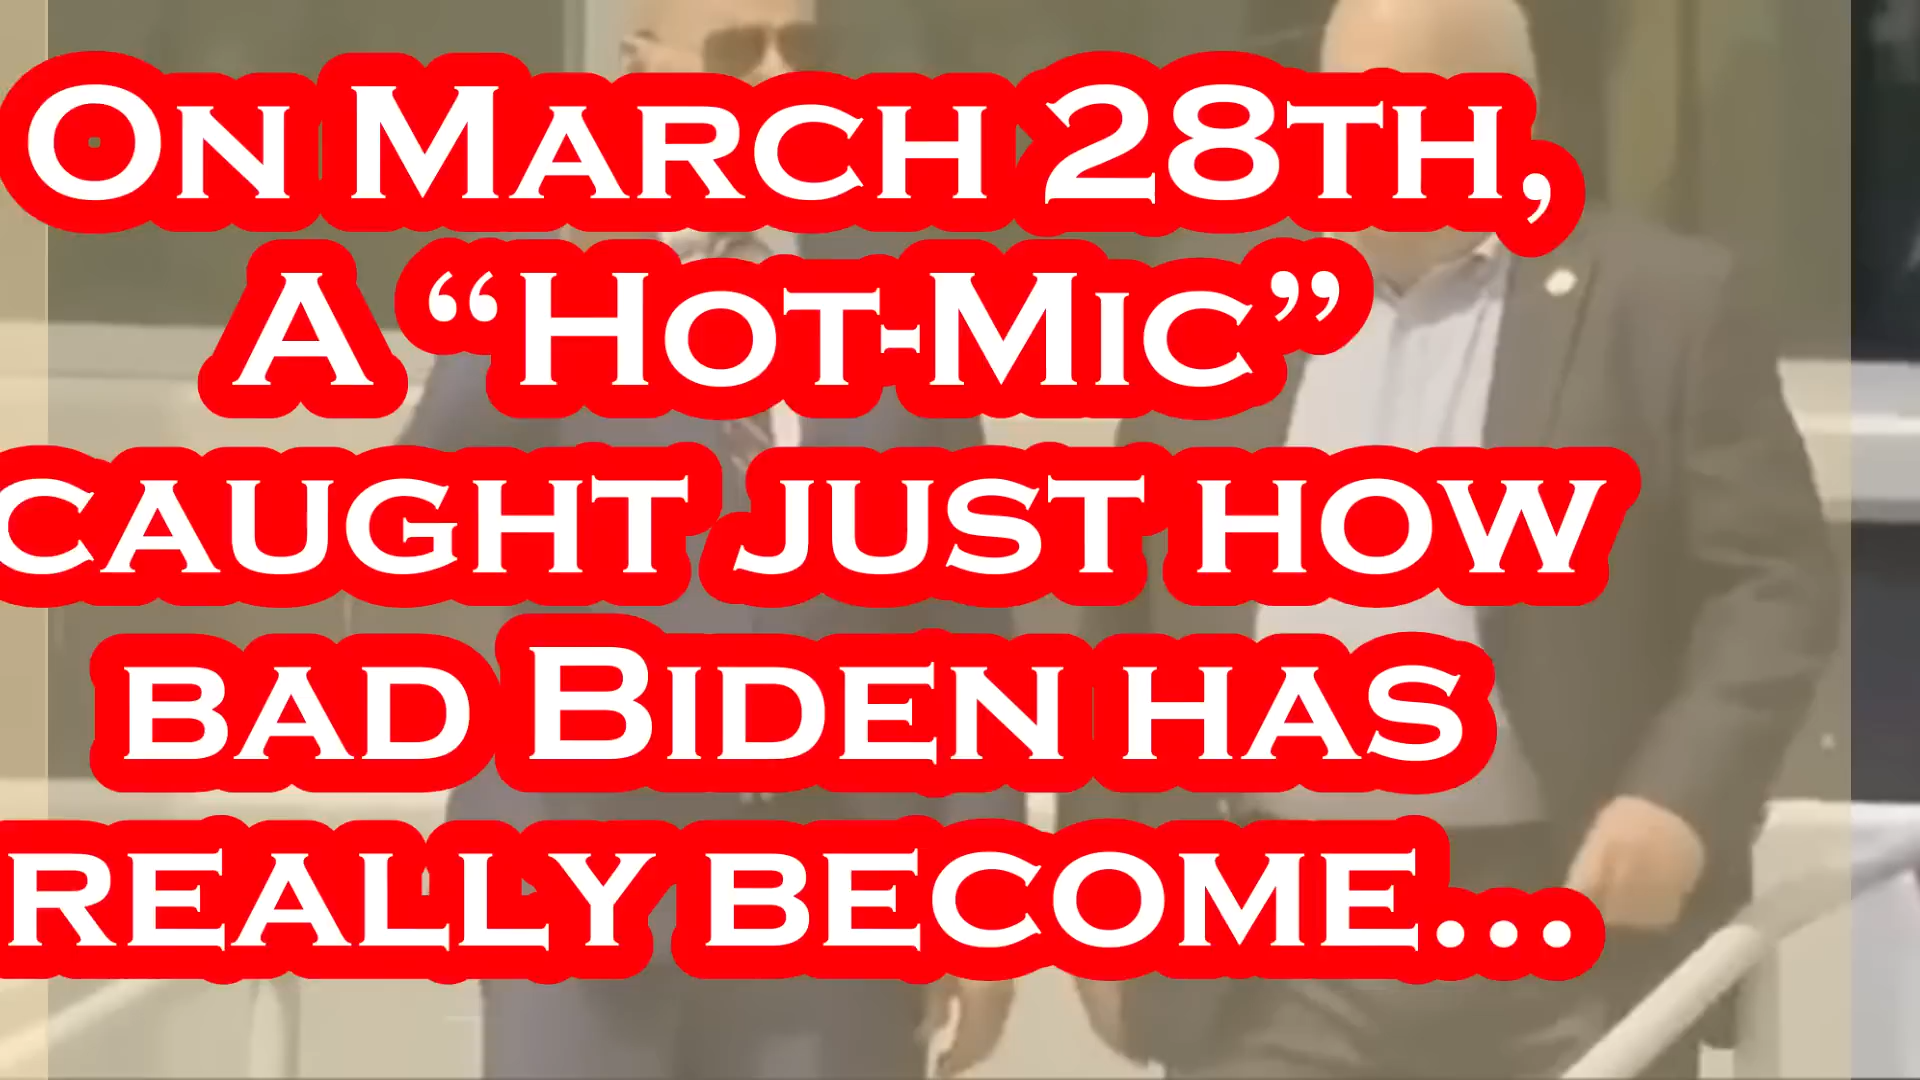 On March 28th,
A “Hot-Mic”
caught just how
bad Biden has
really become...